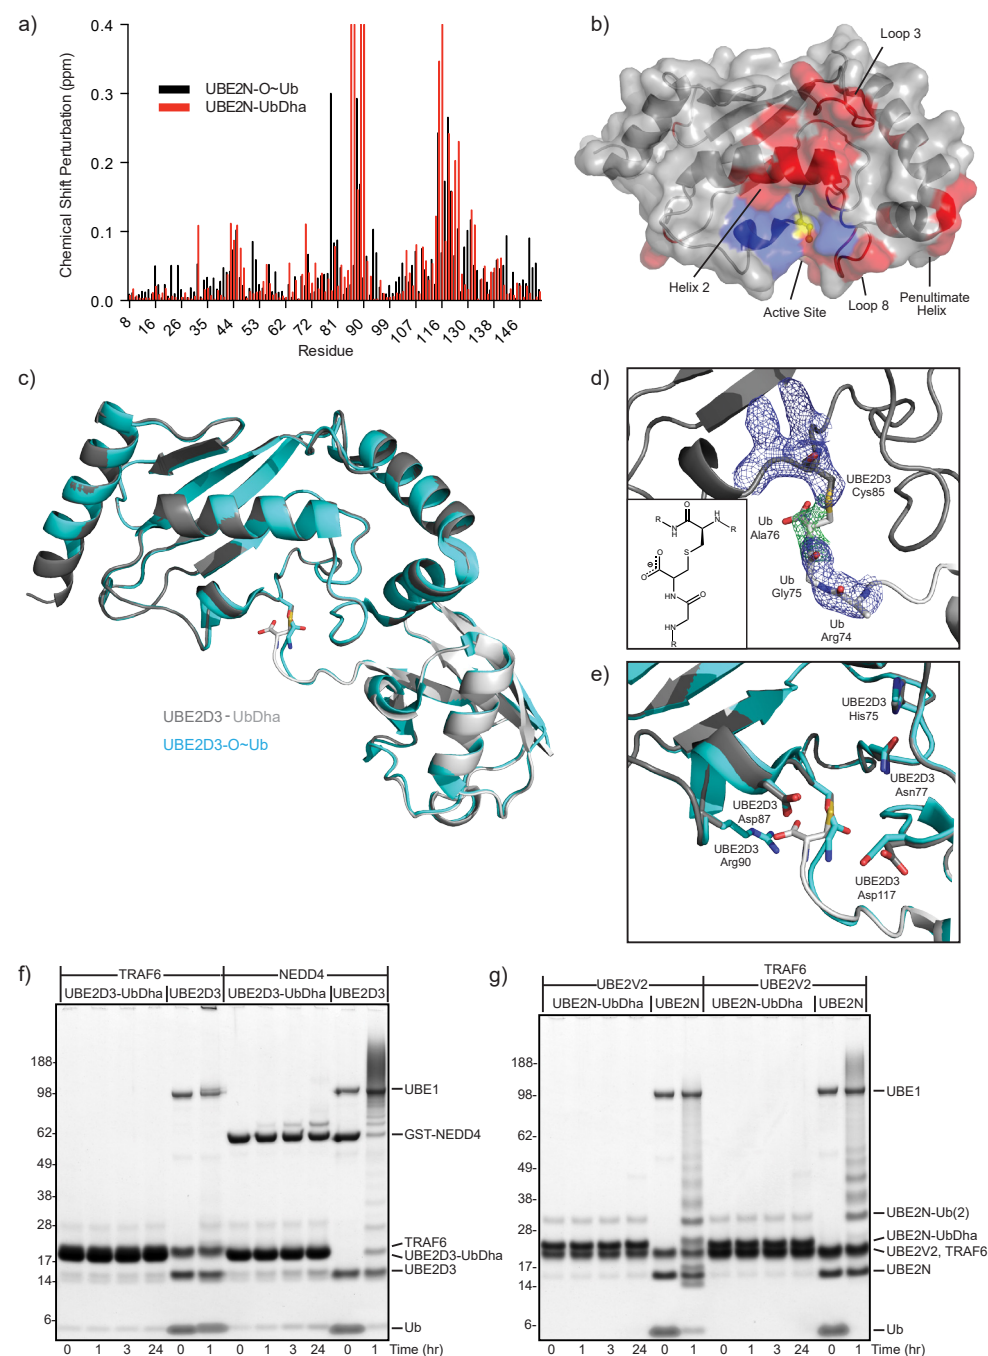 a)
0.4
0.3
0.2
0.1
0.0
Chemical Shift Perturbation (ppm)
UBE2N-O~Ub
UBE2N-UbDha
8 16 26 35 44 53 62 72 81 90 99 107 116 130 138 146
Residue
b)
Loop 3
Helix 2
Active Site
Loop 8
Penultimate
Helix
c)
UBE2D3-UbDha
UBE2D3-O~Ub
d)
UBE2D3
Cys85
Ub
Ala76
Ub
Gly75
Ub
Arg74
O
H
R N N R
H
O
⊖ S
O
HN O
HN
R
e)
UBE2D3
His75
UBE2D3
Asn77
UBE2D3
Asp87
UBE2D3
Arg90
UBE2D3
Asp117
f)
TRAF6 NEDD4
UBE2D3-UbDha UBE2D3 UBE2D3-UbDha UBE2D3
188-
98-
62-
49-
38-
28-
17-
14-
6-
UBE1
GST-NEDD4
TRAF6
UBE2D3-UbDha
UBE2D3
Ub
0 1 3 24 0 1 0 1 3 24 0 1 Time (hr)
g)
TRAF6
UBE2V2 UBE2V2
UBE2N-UbDha UBE2N UBE2N-UbDha UBE2N
188-
98-
62-
49-
38-
28-
17-
14-
6-
UBE1
UBE2N-Ub(2)
UBE2N-UbDha
UBE2V2, TRAF6
UBE2N
Ub
0 1 3 24 0 1 0 1 3 24 0 1 Time (hr)